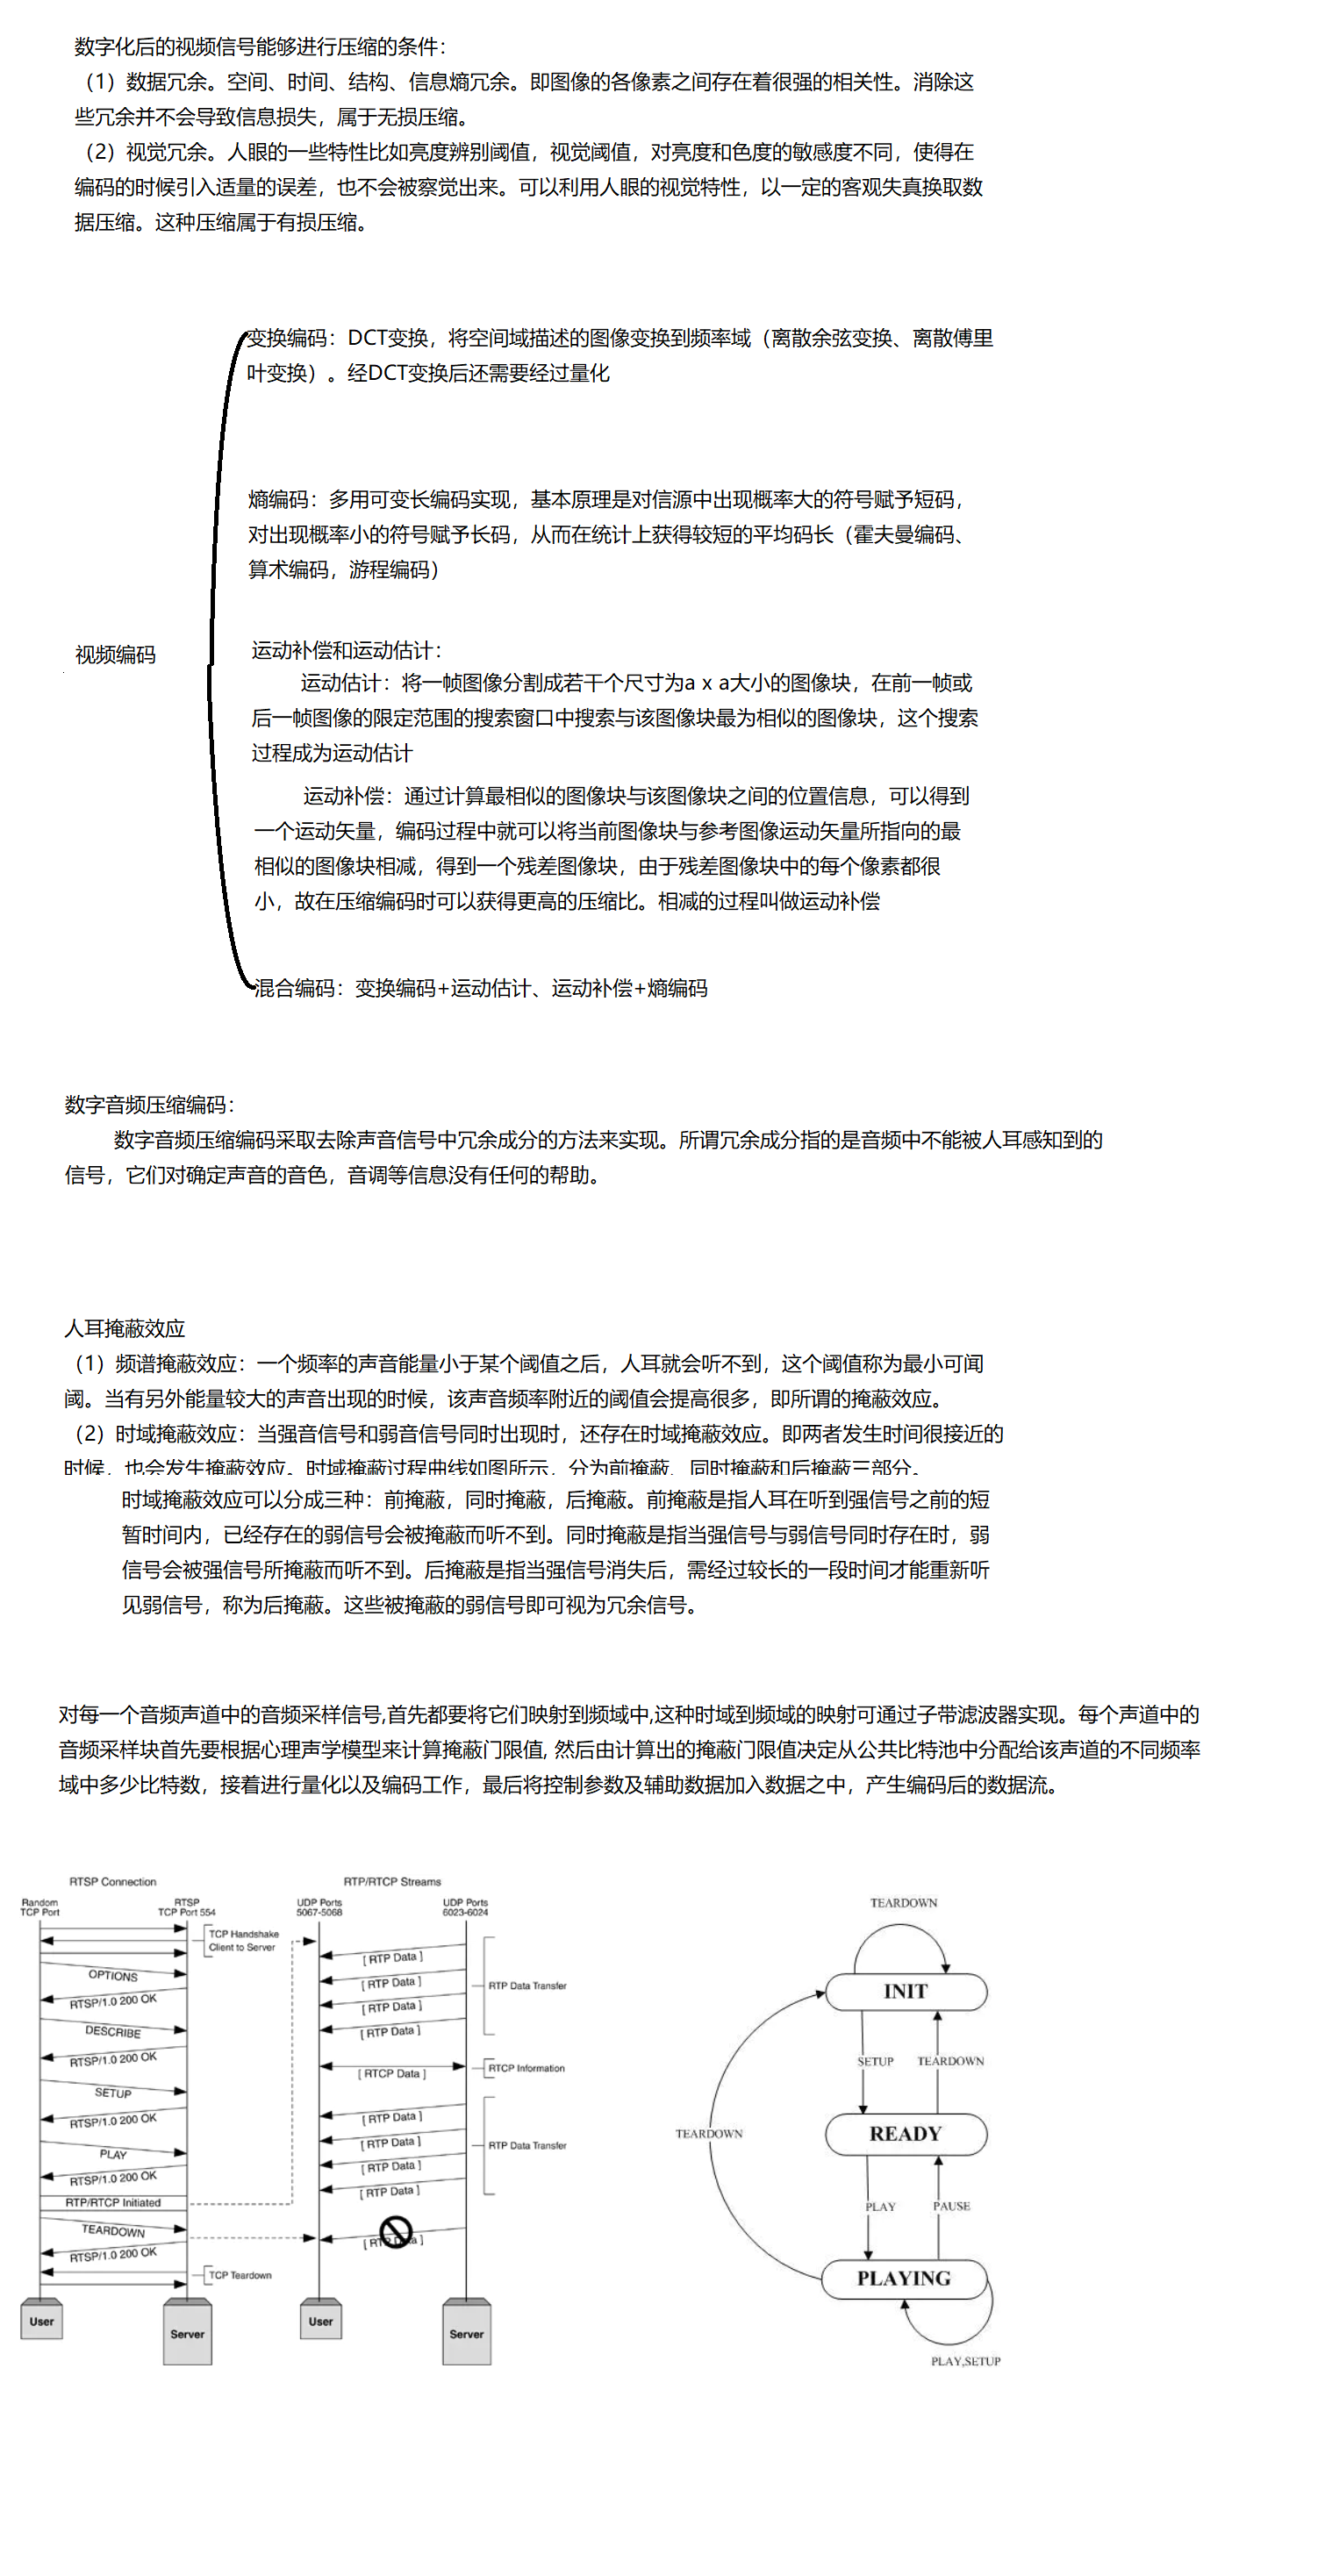 数字化后的视频信号能够进行压缩的条件：
（1）数据冗余。空间、时间、结构、信息熵冗余。即图像的各像素之间存在着很强的相关性。消除这
些冗余并不会导致信息损失，属于无损压缩。
（2）视觉冗余。人眼的一些特性比如亮度辨别阈值，视觉阈值，对亮度和色度的敏感度不同，使得在
编码的时候引入适量的误差，也不会被察觉出来。可以利用人眼的视觉特性，以一定的客观失真换取数
据压缩。这种压缩属于有损压缩。
变换编码：DCT变换，将空间域描述的图像变换到频率域（离散余弦变换、离散傅里
叶变换）。经DCT变换后还需要经过量化
熵编码：多用可变长编码实现，基本原理是对信源中出现概率大的符号赋予短码，
对出现概率小的符号赋予长码，从而在统计上获得较短的平均码长（霍夫曼编码、
算术编码，游程编码）
视频编码
运动补偿和运动估计：
运动估计：将一帧图像分割成若干个尺寸为a x a大小的图像块，在前一帧或
后一帧图像的限定范围的搜索窗口中搜索与该图像块最为相似的图像块，这个搜索
过程成为运动估计
运动补偿：通过计算最相似的图像块与该图像块之间的位置信息，可以得到
一个运动矢量，编码过程中就可以将当前图像块与参考图像运动矢量所指向的最
相似的图像块相减，得到一个残差图像块，由于残差图像块中的每个像素都很
小，故在压缩编码时可以获得更高的压缩比。相减的过程叫做运动补偿
混合编码：变换编码+运动估计、运动补偿+熵编码
数字音频压缩编码：
数字音频压缩编码采取去除声音信号中冗余成分的方法来实现。所谓冗余成分指的是音频中不能被人耳感知到的
信号，它们对确定声音的音色，音调等信息没有任何的帮助。
人耳掩蔽效应
（1）频谱掩蔽效应：一个频率的声音能量小于某个阈值之后，人耳就会听不到，这个阈值称为最小可闻
阈。当有另外能量较大的声音出现的时候，该声音频率附近的阈值会提高很多，即所谓的掩蔽效应。
（2）时域掩蔽效应：当强音信号和弱音信号同时出现时，还存在时域掩蔽效应。即两者发生时间很接近的
时候，也会发生掩蔽效应。时域掩蔽过程曲线如图所示，分为前掩蔽、同时掩蔽和后掩蔽三部分。
时域掩蔽效应可以分成三种：前掩蔽，同时掩蔽，后掩蔽。前掩蔽是指人耳在听到强信号之前的短
暂时间内，已经存在的弱信号会被掩蔽而听不到。同时掩蔽是指当强信号与弱信号同时存在时，弱
信号会被强信号所掩蔽而听不到。后掩蔽是指当强信号消失后，需经过较长的一段时间才能重新听
见弱信号，称为后掩蔽。这些被掩蔽的弱信号即可视为冗余信号。
对每一个音频声道中的音频采样信号,首先都要将它们映射到频域中,这种时域到频域的映射可通过子带滤波器实现。每个声道中的
音频采样块首先要根据心理声学模型来计算掩蔽门限值, 然后由计算出的掩蔽门限值决定从公共比特池中分配给该声道的不同频率
域中多少比特数，接着进行量化以及编码工作，最后将控制参数及辅助数据加入数据之中，产生编码后的数据流。
RTSP Connection
Random
TCP Port
RTSP
TCP Port 554
TCP Handshake
Client to Server
OPTIONS
RTSP/1.0 200 OK
DESCRIBE
RTSP/1.0 200 OK
SETUP
RTSP/1.0 200 OK
PLAY
RTSP/1.0 200 OK
RTP/RTCP Initiated
TEARDOWN
RTSP/1.0 200 OK
TCP Teardown
User
Server
RTP/RTCP Streams
UDP Ports
5067-5068
UDP Ports
6023-6024
[ RTP Data ]
[ RTP Data ]
[ RTP Data ]
[ RTP Data ]
RTP Data Transfer
[ RTCP Data ]
RTCP Information
[ RTP Data ]
[ RTP Data ]
[ RTP Data ]
[ RTP Data ]
RTP Data Transfer
[ RTP Data ]
User
Server
TEARDOWN
INIT
SETUP
TEARDOWN
TEARDOWN
READY
PLAY
PAUSE
PLAYING
PLAY,SETUP